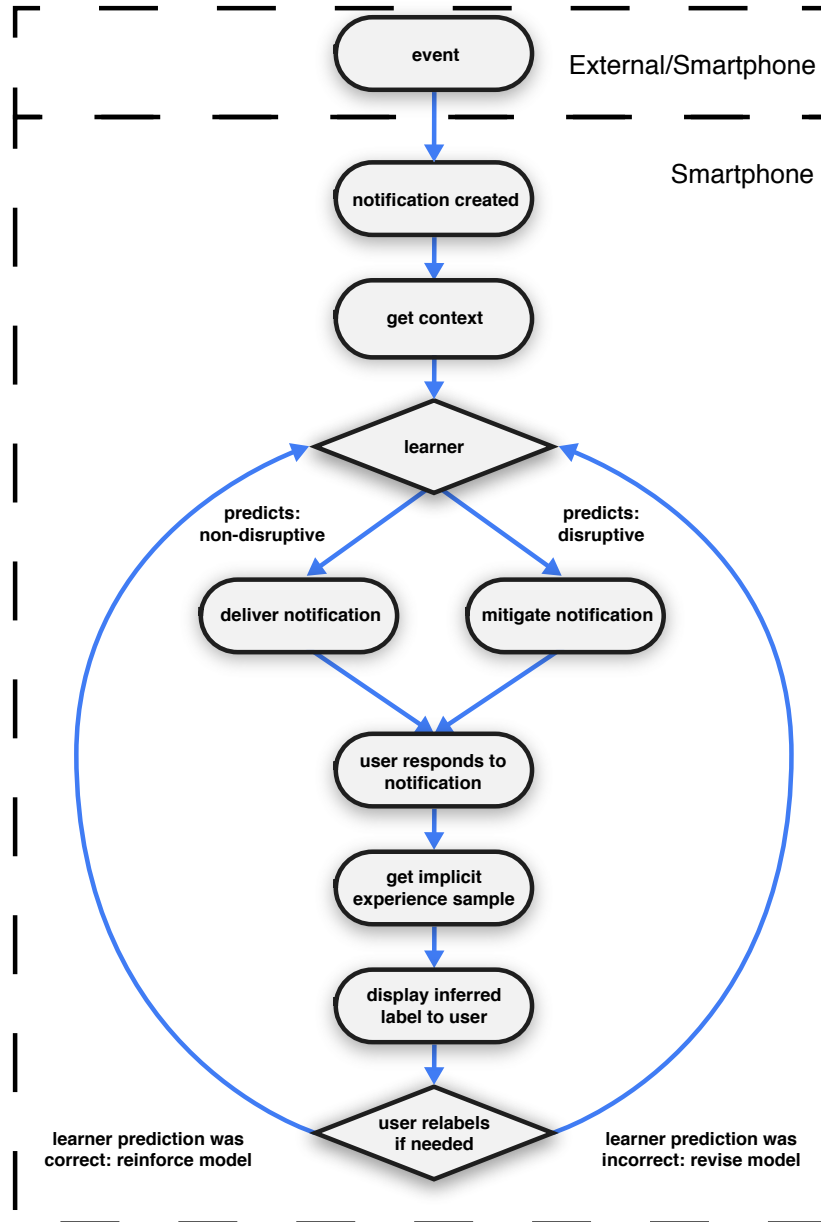 event
External/Smartphone
Smartphone
notification created
get context
learner
predicts:
non-disruptive
predicts:
disruptive
deliver notification
mitigate notification
user responds to
notification
get implicit
experience sample
display inferred
label to user
user relabels
if needed
learner prediction was
correct: reinforce model
learner prediction was
incorrect: revise model